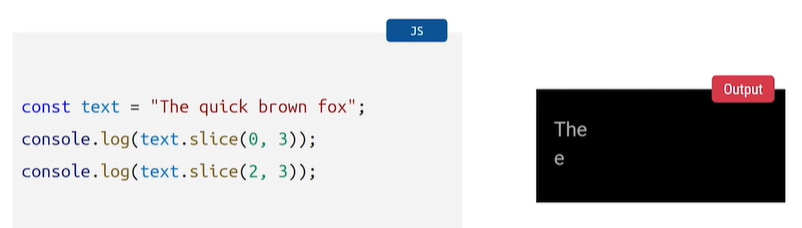 JS
const text = "The quick brown fox";
console.log(text.slice(0, 3));
console.log(text.slice(2, 3));
Output
The
e